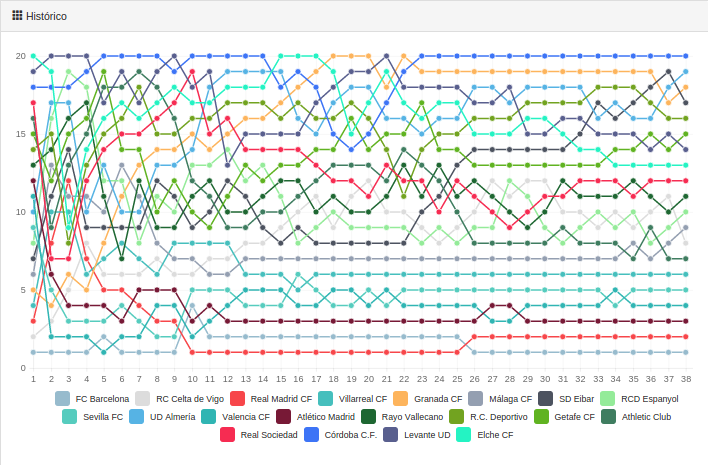 Histórico
20
15
10
5
0
1 2 3 4 5 6 7 8 9 10 11 12 13 14 15 16 17 18 19 20 21 22 23 24 25 26 27 28 29 30 31 32 33 34 35 36 37 38
FC Barcelona RC Celta de Vigo Real Madrid CF Villarreal CF Granada CF Málaga CF SD Eibar RCD Espanyol
Sevilla FC UD Almería Valencia CF Atlético Madrid Rayo Vallecano R.C. Deportivo Getafe CF Athletic Club
Real Sociedad Córdoba C.F. Levante UD Elche CF